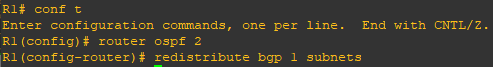 R1# conf t
Enter configuration commands, one per line.  End with CNTL/Z.
R1(config)# router ospf 2
R1(config-router)# redistribute bgp 1 subnets